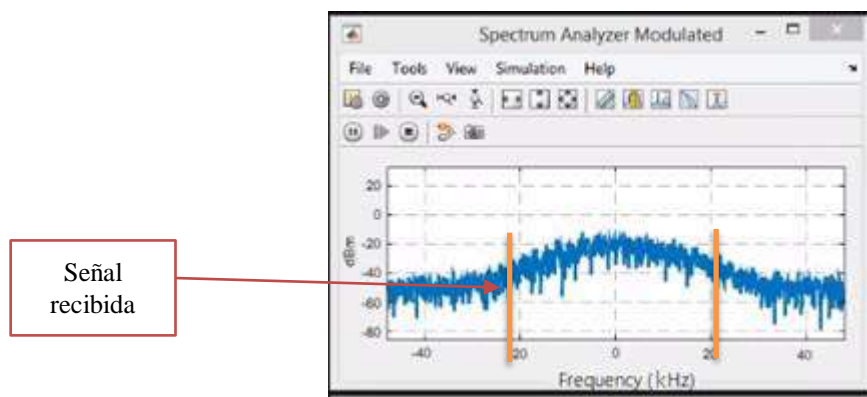 Spectrum Analyzer Modulated
File Tools View Simulation Help
20
0
-20
-40
-60
-80
dBm
-40 20 0 20 40
Frequency (kHz)
Señal
recibida